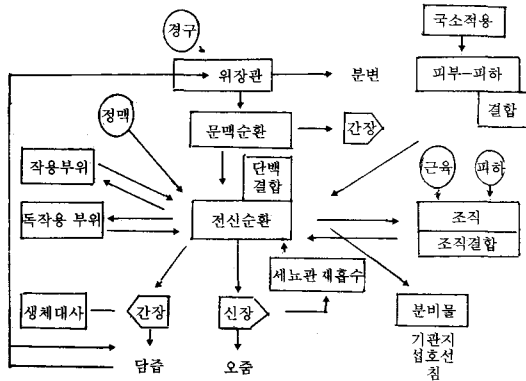 경구
국소적용
위장관
분변
피부–피하
결합
정맥
문맥순환
간장
단백
결합
근육
피하
작용부위
독작용 부위
전신순환
조직
조직결합
세뇨관 재흡수
생체대사
간장
신장
분비물
담즙
오줌
기관지
섭호선
침